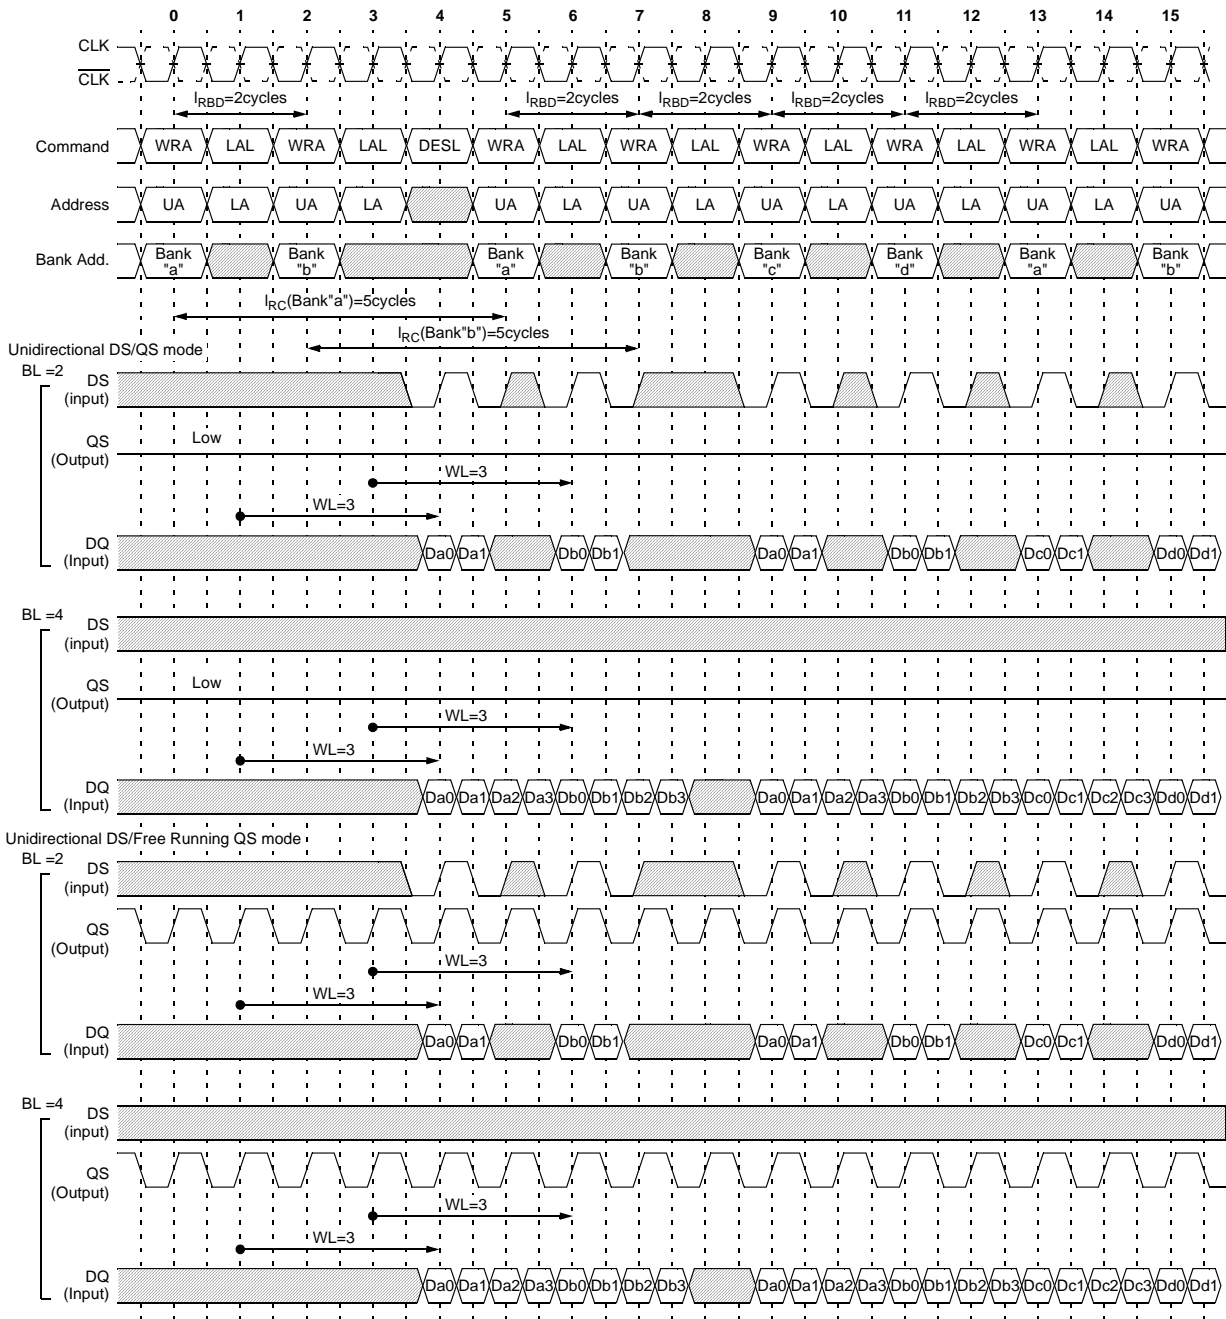 0 1 2 3 4 5 6 7 8 9 10 11 12 13 14 15
CLK
CLK
IRBD=2cycles IRBD=2cycles IRBD=2cycles IRBD=2cycles IRBD=2cycles
Command WRA LAL WRA LAL DESL WRA LAL WRA LAL WRA LAL WRA LAL WRA LAL WRA
Address UA LA UA LA UA LA UA LA UA LA UA LA UA LA UA
Bank Add. Bank "a" Bank "b" Bank "a" Bank "b" Bank "c" Bank "d" Bank "a" Bank "b"
IRC(Bank"a")=5cycles
IRC(Bank"b")=5cycles
Unidirectional DS/QS mode
BL =2
DS
(input)
QS
(Output)
Low
WL=3
WL=3
DQ
(Input)
Da0 Da1 Db0 Db1 Da0 Da1 Db0 Db1 Dc0 Dc1 Dd0 Dd1
BL =4
DS
(input)
QS
(Output)
Low
WL=3
WL=3
DQ
(Input)
Da0 Da1 Da2 Da3 Db0 Db1 Db2 Db3 Da0 Da1 Da2 Da3 Db0 Db1 Db2 Db3 Dc0 Dc1 Dc2 Dc3 Dd0 Dd1
Unidirectional DS/Free Running QS mode
BL =2
DS
(input)
QS
(Output)
WL=3
WL=3
DQ
(Input)
Da0 Da1 Db0 Db1 Da0 Da1 Db0 Db1 Dc0 Dc1 Dd0 Dd1
BL =4
DS
(input)
QS
(Output)
WL=3
WL=3
DQ
(Input)
Da0 Da1 Da2 Da3 Db0 Db1 Db2 Db3 Da0 Da1 Da2 Da3 Db0 Db1 Db2 Db3 Dc0 Dc1 Dc2 Dc3 Dd0 Dd1